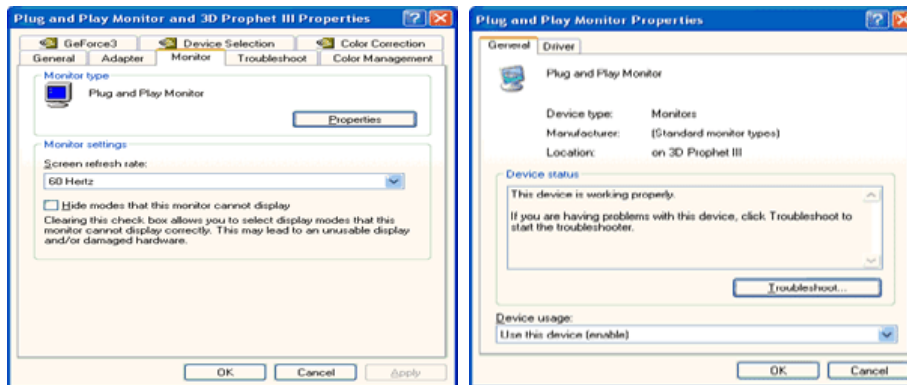 Plug and Play Monitor and 3D Prophet III Properties
GeForce3 Device Selection Color Correction
General Adapter Monitor Troubleshoot Color Management
Monitor type
Plug and Play Monitor
Properties
Monitor settings
Screen refresh rate:
60 Hertz
Hide modes that this monitor cannot display
Clearing this check box allows you to select display modes that this
monitor cannot display correctly. This may lead to an unusable display
and/or damaged hardware.
OK Cancel Apply
Plug and Play Monitor Properties
General Driver
Plug and Play Monitor
Device type: Monitors
Manufacturer: (Standard monitor types)
Location: on 3D Prophet III
Device status
This device is working properly.
If you are having problems with this device, click Troubleshoot to
start the troubleshooter.
Troubleshoot...
Device usage:
Use this device (enable)
OK Cancel